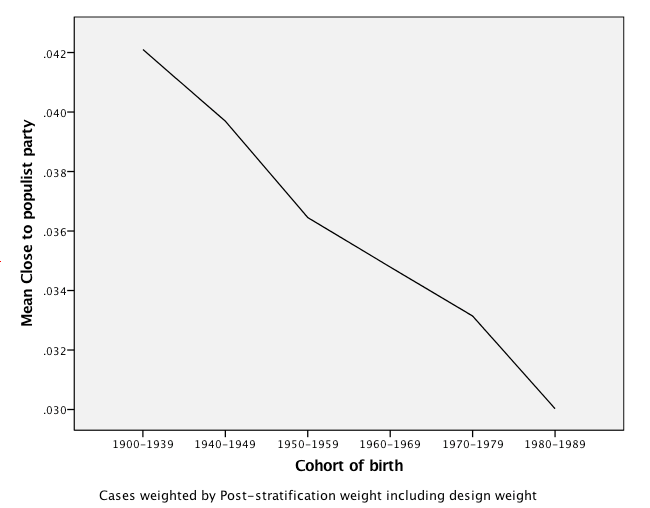 .042
.040
.038
.036
.034
.032
.030
Mean Close to populist party
1900–1939 1940–1949 1950–1959 1960–1969 1970–1979 1980–1989
Cohort of birth
Cases weighted by Post-stratification weight including design weight